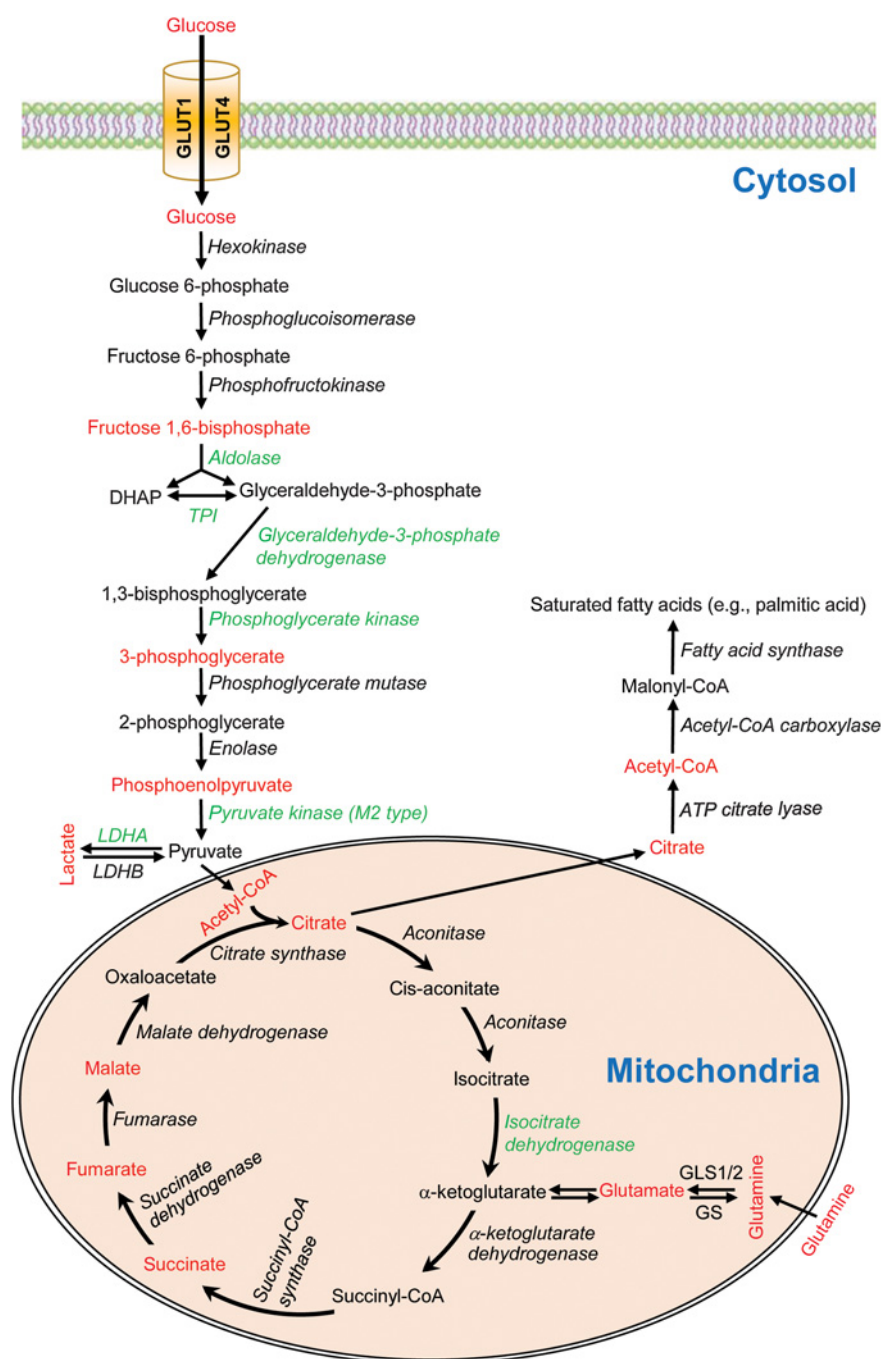 Glucose
GLUT1
GLUT4
Cytosol
Glucose
Hexokinase
Glucose 6-phosphate
Phosphoglucoisomerase
Fructose 6-phosphate
Phosphofructokinase
Fructose 1,6-bisphosphate
Aldolase
DHAP
Glyceraldehyde-3-phosphate
TPI
Glyceraldehyde-3-phosphate
dehydrogenase
1,3-bisphosphoglycerate
Phosphoglycerate kinase
3-phosphoglycerate
Phosphoglycerate mutase
2-phosphoglycerate
Enolase
Phosphoenolpyruvate
Pyruvate kinase (M2 type)
Lactate
LDHA
LDHB
Pyruvate
Saturated fatty acids (e.g., palmitic acid)
Fatty acid synthase
Malonyl-CoA
Acetyl-CoA carboxylase
Acetyl-CoA
ATP citrate lyase
Citrate
Acetyl-CoA
Citrate
Citrate synthase
Aconitase
Oxaloacetate
Cis-aconitate
Malate dehydrogenase
Aconitase
Malate
Isocitrate
Mitochondria
Fumarase
Isocitrate
dehydrogenase
Fumarate
Succinate
dehydrogenase
α-ketoglutarate
Glutamate
GLS1/2
GS
Glutamine
Glutamine
α-ketoglutarate
dehydrogenase
Succinate
Succinyl-CoA
synthase
Succinyl-CoA